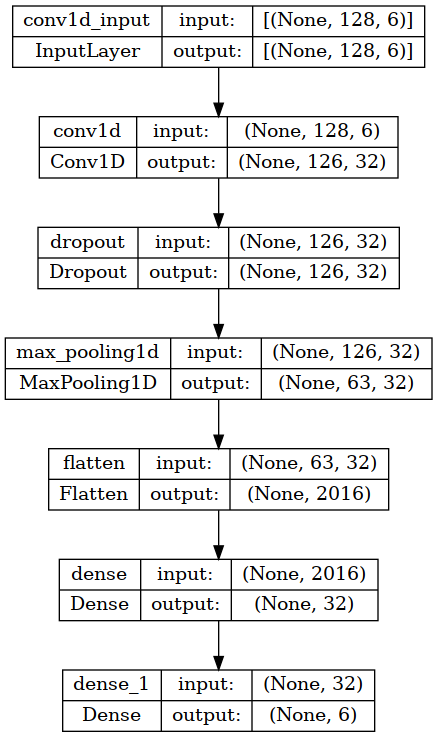 conv1d_input input: [(None, 128, 6)]
InputLayer output: [(None, 128, 6)]
conv1d input: (None, 128, 6)
Conv1D output: (None, 126, 32)
dropout input: (None, 126, 32)
Dropout output: (None, 126, 32)
max_pooling1d input: (None, 126, 32)
MaxPooling1D output: (None, 63, 32)
flatten input: (None, 63, 32)
Flatten output: (None, 2016)
dense input: (None, 2016)
Dense output: (None, 32)
dense_1 input: (None, 32)
Dense output: (None, 6)